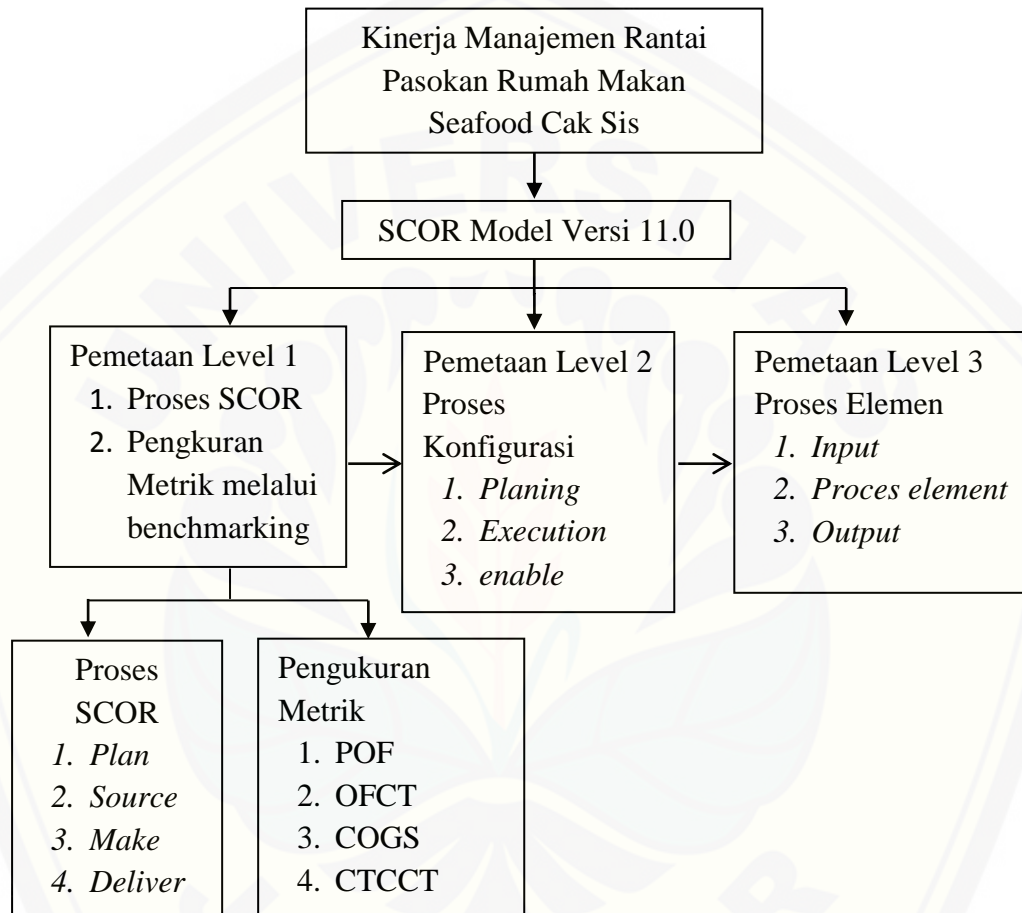 Kinerja Manajemen Rantai
Pasokan Rumah Makan
Seafood Cak Sis
SCOR Model Versi 11.0
Pemetaan Level 1
1. Proses SCOR
2. Pengkuran
Metrik melalui
benchmarking
Pemetaan Level 2
Proses
Konfigurasi
1. Planing
2. Execution
3. enable
Pemetaan Level 3
Proses Elemen
1. Input
2. Proces element
3. Output
Proses
SCOR
1. Plan
2. Source
3. Make
4. Deliver
Pengukuran
Metrik
1. POF
2. OFCT
3. COGS
4. CTCCT
UNIVERSITAS